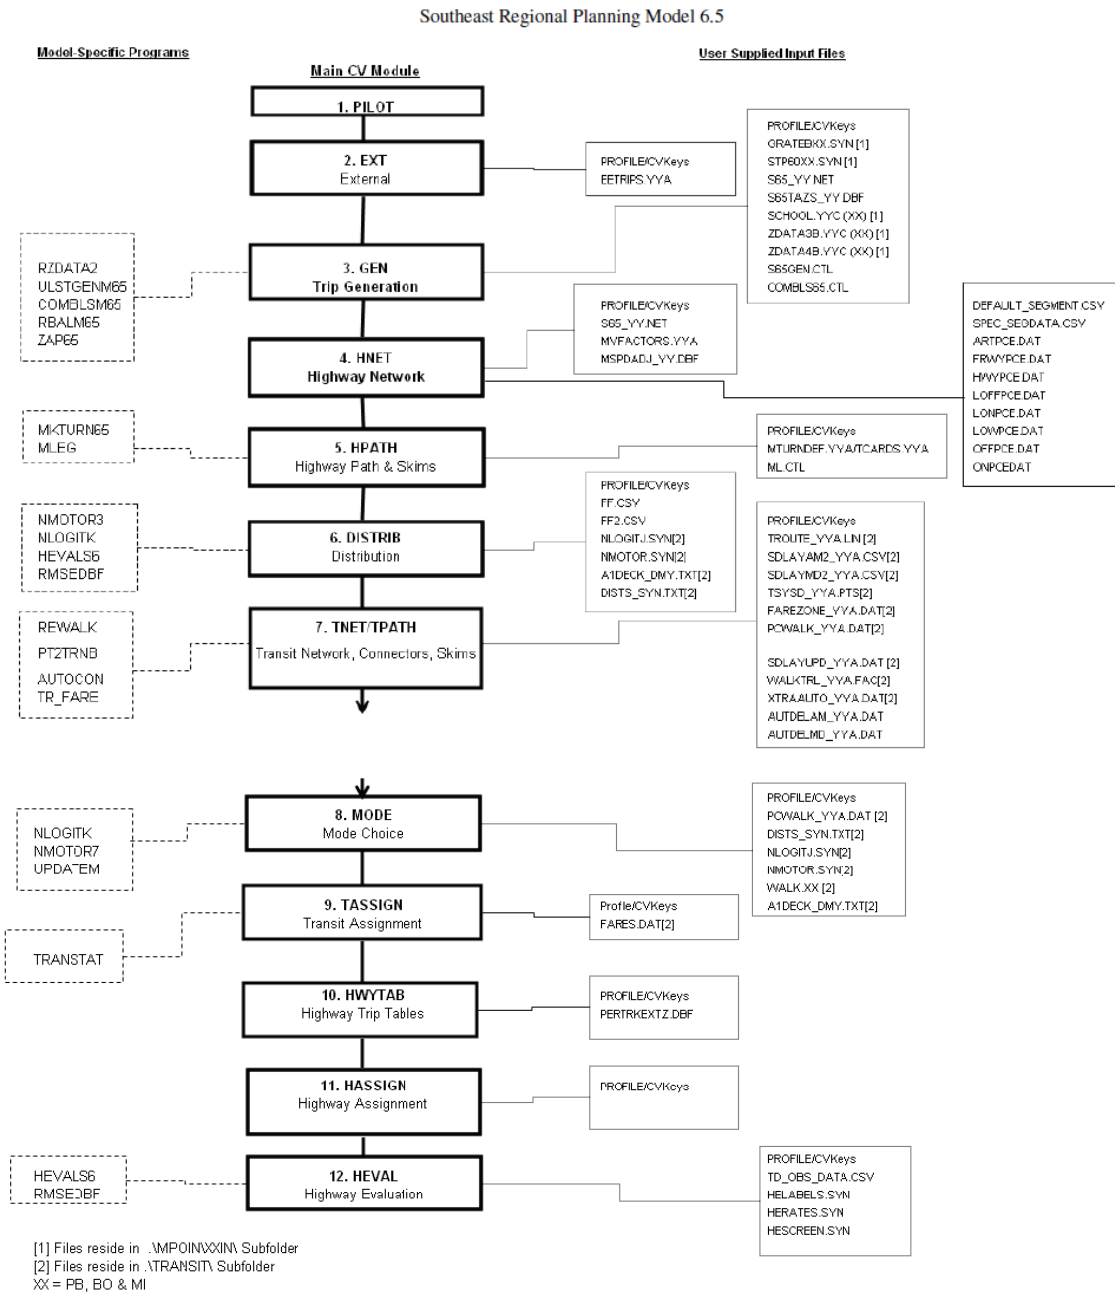 Southeast Regional Planning Model 6.5
Model-Specific Programs
User Supplied Input Files
Main CV Module
1. PILOT
2. EXT
External
PROFILE/CVKeys
EETRIPS.YYA
PROFILE/CVKeys
GRATEBXX.SYN [1]
STP60XX.SYN [1]
S65_YY.NET
S65TAZS_YY.DBF
SCHOOL.YYC (XX) [1]
ZDATA3B.YYC (XX) [1]
ZDATA4B.YYC (XX) [1]
S65GEN.CTL
COMBLS65.CTL
RZDATA2
ULSTGENM65
COMBLSM65
RBALM65
ZAP65
3. GEN
Trip Generation
PROFILE/CVKeys
S65_YY.NET
MVFACTORS.YYA
MSPDADJ_YY.DBF
DEFAULT_SEGMENT.CSV
SPEC_SEGDATA.CSV
ARTPCE.DAT
FRWYPCE.DAT
HWYPCE.DAT
LOFFPCE.DAT
LONPCE.DAT
LOWPCE.DAT
OFFPCE.DAT
ONPCEDAT
4. HNET
Highway Network
MKTURN65
MLEG
5. HPATH
Highway Path & Skims
PROFILE/CVKeys
MTURNDEF.YYA/TCARDS.YYA
ML.CTL
NMOTOR3
NLOGITK
HEVALS6
RMSEDBF
6. DISTRIB
Distribution
PROFILE/CVKeys
FF.CSV
FF2.CSV
NLOGITJ.SYN[2]
NMOTOR.SYN[2]
A1DECK_DMY.TXT[2]
DISTS_SYN.TXT[2]
PROFILE/CVKeys
TROUTE_YYA.LIN [2]
SDLAYAM2_YYA.CSV[2]
SDLAYMD2_YYA.CSV[2]
TSYSD_YYA.PTS[2]
FAREZONE_YYA.DAT[2]
PCWALK_YYA.DAT[2]
SDLAYUPD_YYA.DAT [2]
WALKTRL_YYA.FAC[2]
XTRAAUTO_YYA.DAT[2]
AUTDELAM_YYA.DAT
AUTDELMD_YYA.DAT
REWALK
PT2TRNB
AUTOCON
TR_FARE
7. TNET/TPATH
Transit Network, Connectors, Skims
NLOGITK
NMOTOR7
UPDATEM
8. MODE
Mode Choice
PROFILE/CVKeys
PCWALK_YYA.DAT [2]
DISTS_SYN.TXT[2]
NLOGITJ.SYN[2]
NMOTOR.SYN[2]
WALK.XX [2]
A1DECK_DMY.TXT[2]
TRANSTAT
9. TASSIGN
Transit Assignment
Profle/CVKeys
FARES.DAT[2]
10. HWYTAB
Highway Trip Tables
PROFILE/CVKeys
PERTRKEXTZ.DBF
11. HASSIGN
Highway Assignment
PROFILE/CVKeys
HEVALS6
RMSEDBF
12. HEVAL
Highway Evaluation
PROFILE/CVKeys
TD_OBS_DATA.CSV
HELABELS.SYN
HERATES.SYN
HESCREEN.SYN
[1] Files reside in .\MPOIN\XXIN\ Subfolder
[2] Files reside in .\TRANSIT\ Subfolder
XX = PB, BO & MI